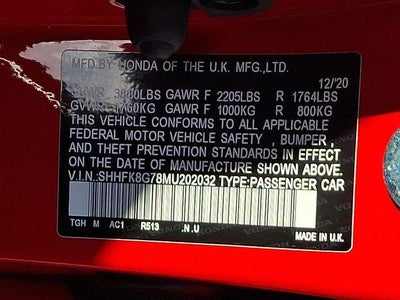 MFD.BY HONDA OF THE U.K. MFG.,LTD.
12/'20
GVWR 3880LBS GAWR F 2205LBS R 1764LBS
GVWR 1760KG GAWR F 1000KG R 800KG
THIS VEHICLE CONFORMS TO ALL APPLICABLE
FEDERAL MOTOR VEHICLE SAFETY , BUMPER,
AND THEFT PREVENTION STANDARDS IN EFFECT
ON THE DATE OF MANUFACTURE SHOWN ABOVE.
V.I.N.:SHHFK8G78MU202032 TYPE:PASSENGER CAR
TGH M AC1 R513 .N.U
MADE IN U.K.